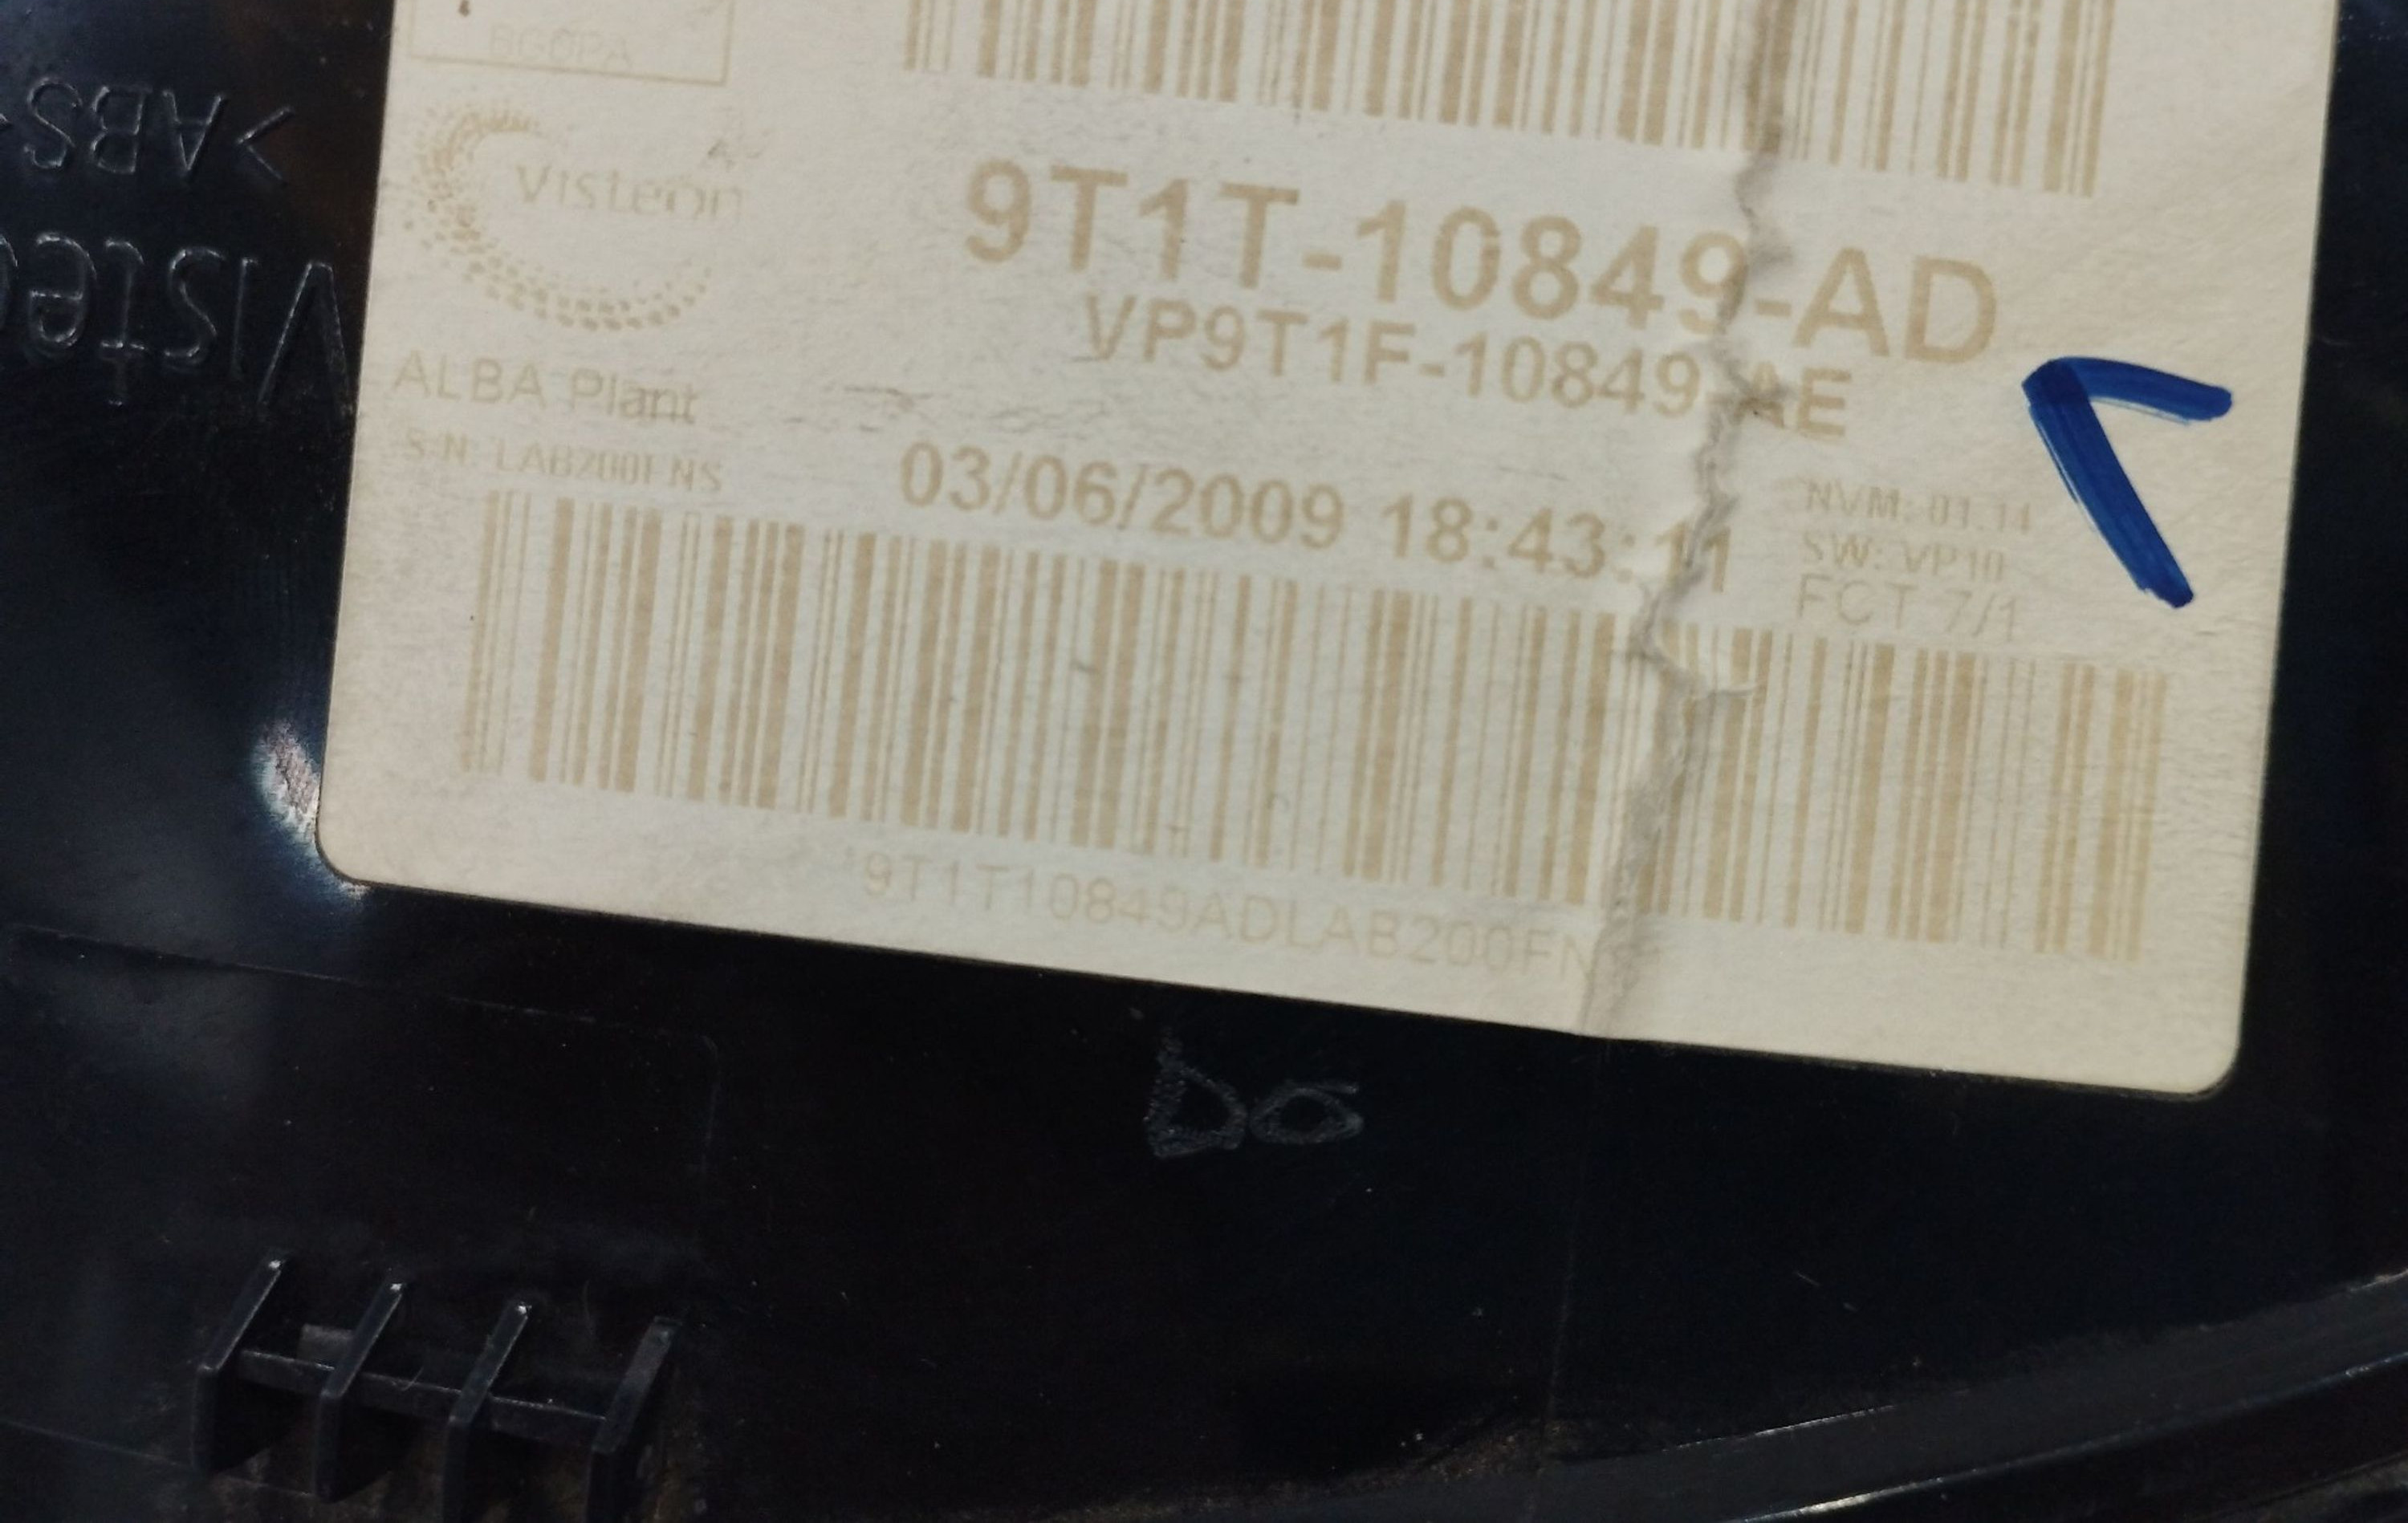 6G0PA
>ABS<
Visteon
9T1T-10849-AD
VP9T1F-10849-AE
ALBA Plant
S/N: LAB200FNS
03/06/2009 18:43:11
NVM: 01.14
SW: VP10
FCT 7/1
9T1T10849ADLAB200FN